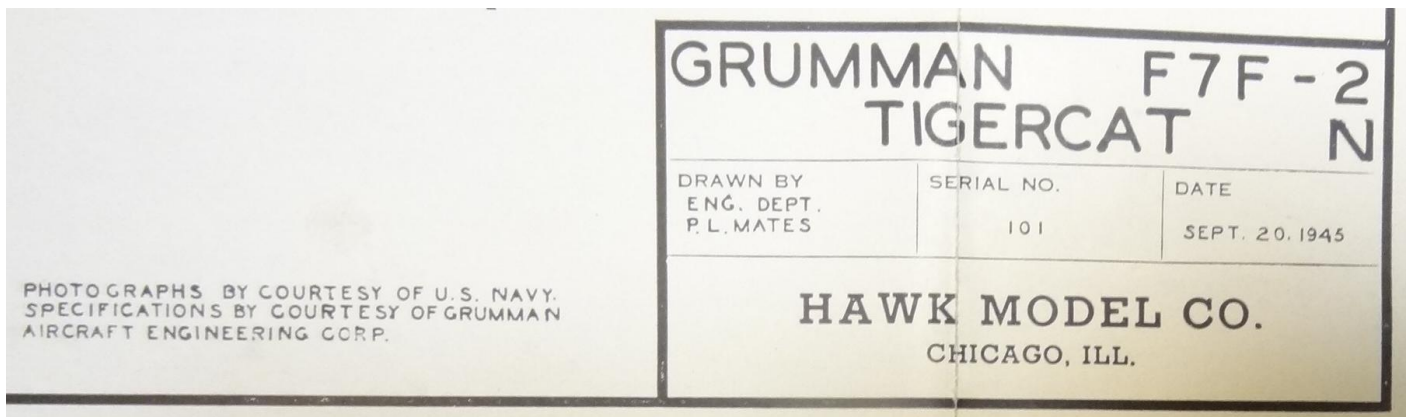 GRUMMAN F7F-2
TIGERCAT N
DRAWN BY
ENG. DEPT.
P.L. MATES
SERIAL NO.
101
DATE
SEPT. 20. 1945
HAWK MODEL CO.
CHICAGO, ILL.
PHOTOGRAPHS BY COURTESY OF U.S. NAVY.
SPECIFICATIONS BY COURTESY OF GRUMMAN
AIRCRAFT ENGINEERING CORP.